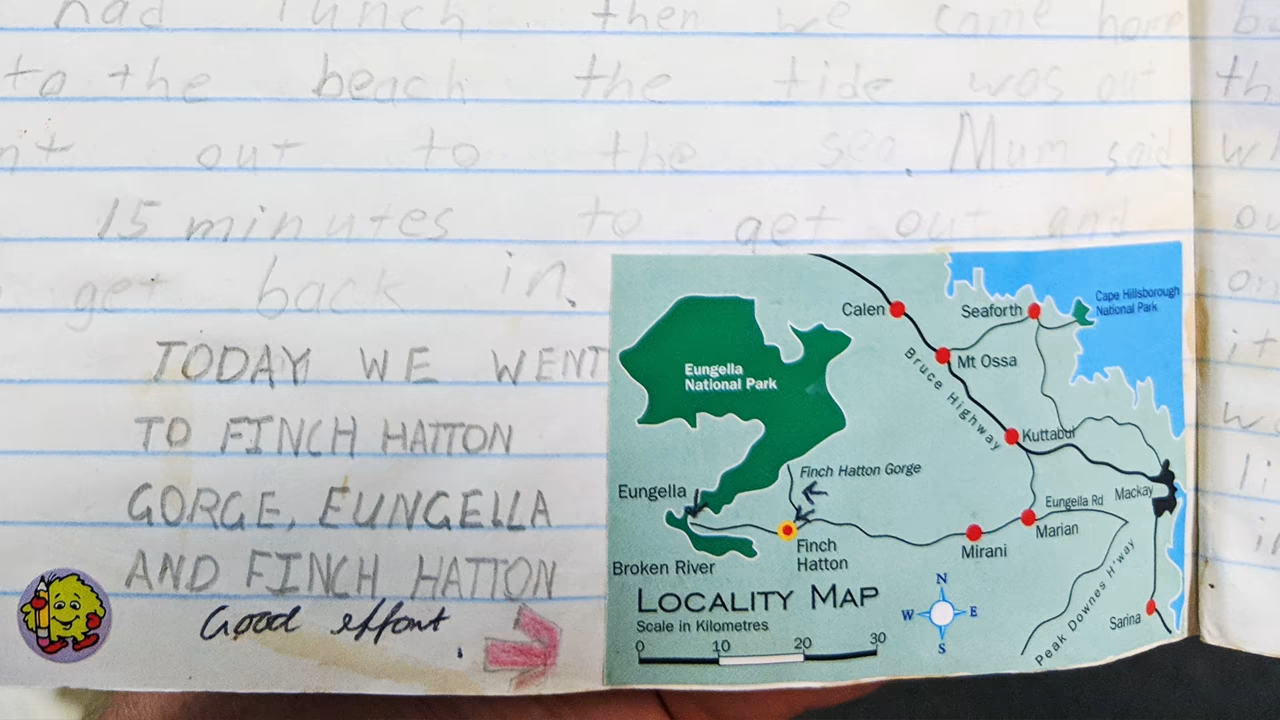 had lunch then we came home
to the beach the tide was out
out to the sea. Mum said
15 minutes to get out and
get back in.
TODAY WE WENT
TO FINCH HATTON
GORGE, EUNGELLA
AND FINCH HATTON
Good effort
Calen
Seaforth
Cape Hillsborough
National Park
Mt Ossa
Bruce Highway
Eungella
National Park
Kuttabul
Finch Hatton Gorge
Eungella
Eungella Rd
Mackay
Marian
Mirani
Finch
Hatton
Broken River
Peak Downes H'way
Sarina
LOCALITY MAP
Scale in Kilometres
0 10 20 30
N
W E
S